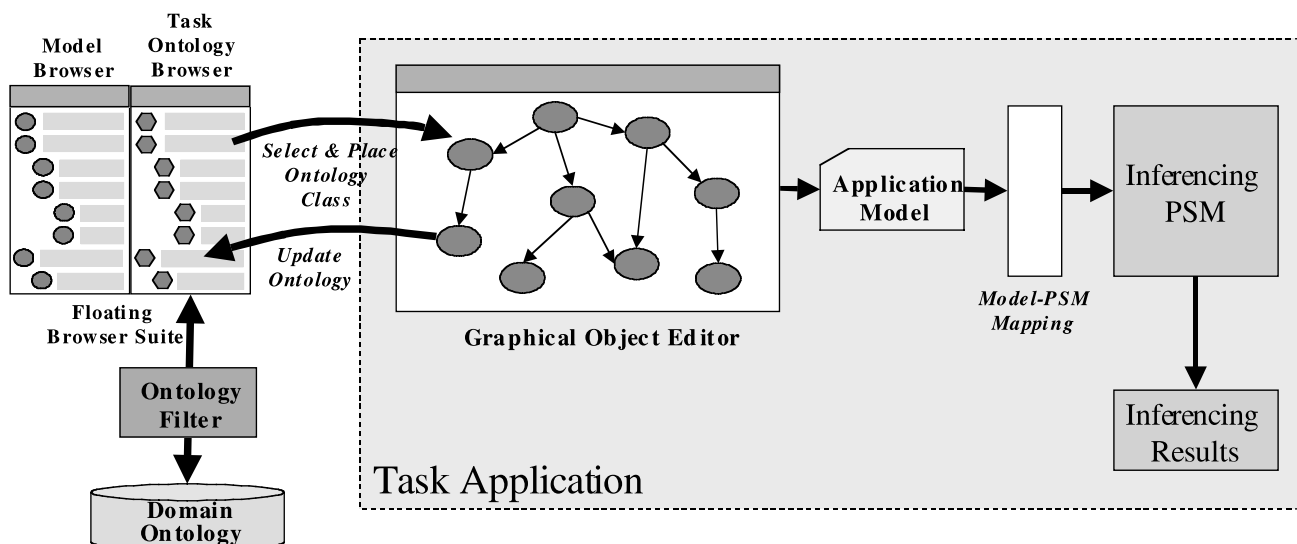 Task
Ontology
Browser
Model
Browser
Select & Place
Ontology
Class
Update
Ontology
Floating
Browser Suite
Ontology
Filter
Domain
Ontology
Graphical Object Editor
Application
Model
Model-PSM
Mapping
Inferencing
PSM
Inferencing
Results
Task Application